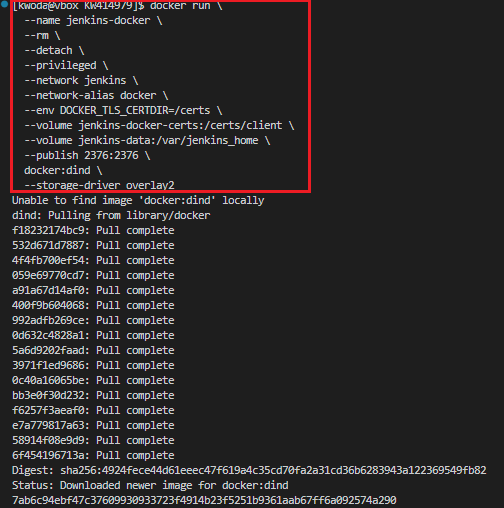 [kwoda@vbox KW414979]$ docker run \
--name jenkins-docker \
--rm \
--detach \
--privileged \
--network jenkins \
--network-alias docker \
--env DOCKER_TLS_CERTDIR=/certs \
--volume jenkins-docker-certs:/certs/client \
--volume jenkins-data:/var/jenkins_home \
--publish 2376:2376 \
docker:dind \
--storage-driver overlay2
Unable to find image 'docker:dind' locally
dind: Pulling from library/docker
f18232174bc9: Pull complete
532d671d7887: Pull complete
4f4fb700ef54: Pull complete
059e69770cd7: Pull complete
a91a67d14af0: Pull complete
400f9b604068: Pull complete
992adfb269ce: Pull complete
0d632c4828a1: Pull complete
5a6d9202faad: Pull complete
3971f1ed9686: Pull complete
0c40a16065be: Pull complete
bb3e0f30d232: Pull complete
f6257f3aeaf0: Pull complete
e7a779817a63: Pull complete
58914f08e9d9: Pull complete
6f454196713a: Pull complete
Digest: sha256:4924fece44d61eeec47f619a4c35cd70fa2a31cd36b6283943a122369549fb82
Status: Downloaded newer image for docker:dind
7ab6c94ebf47c37609930933723f4914b23f5251b9361aab67ff6a092574a290